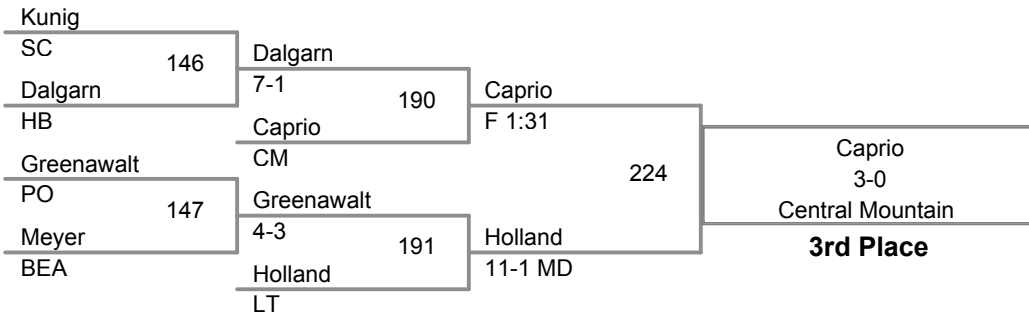 Kunig
SC
146
Dalgarn
HB
Greenawalt
PO
147
Meyer
BEA
Dalgarn
7-1
190
Caprio
CM
Greenawalt
4-3
191
Holland
LT
Caprio
F 1:31
224
Holland
11-1 MD
Caprio
3-0
Central Mountain
3rd Place